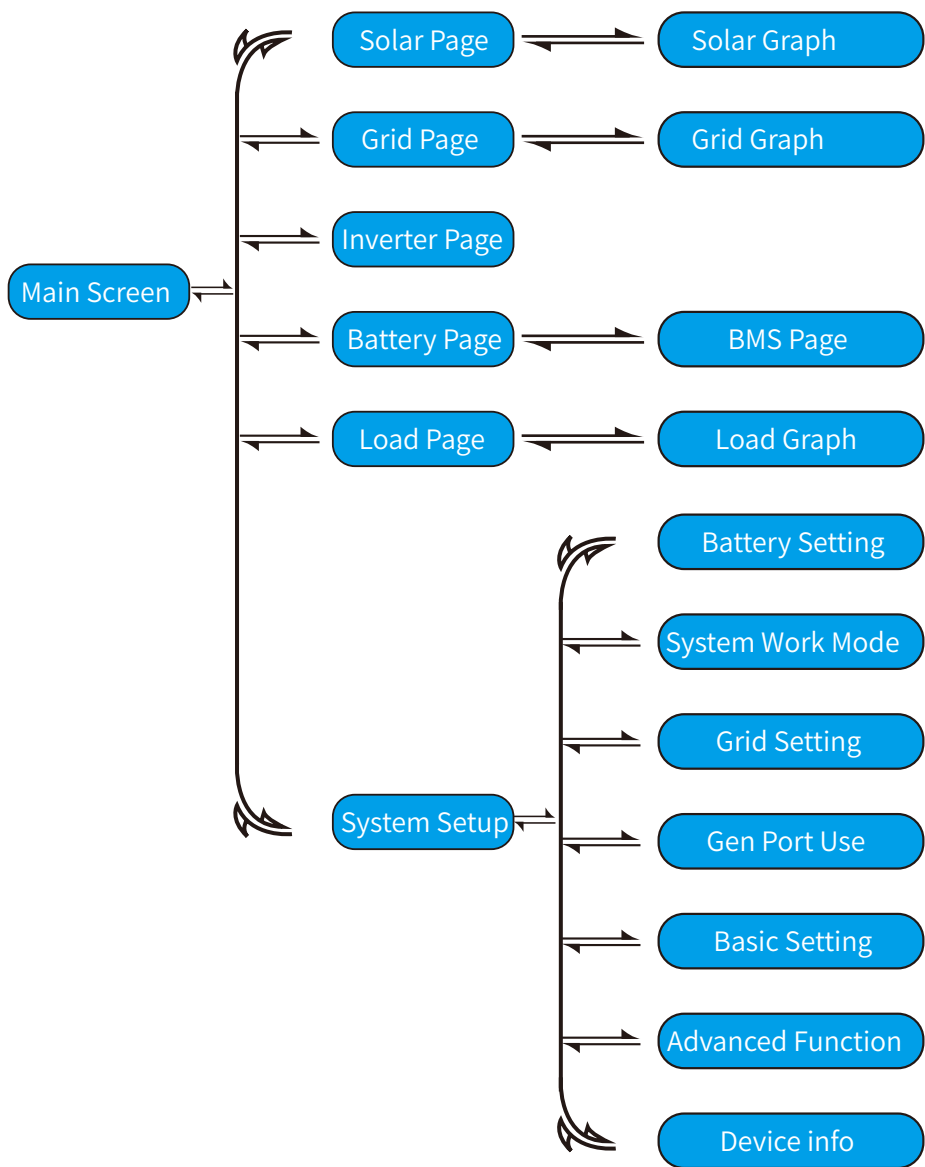 Solar Page
Solar Graph
Grid Page
Grid Graph
Inverter Page
Main Screen
Battery Page
BMS Page
Load Page
Load Graph
Battery Setting
System Work Mode
Grid Setting
System Setup
Gen Port Use
Basic Setting
Advanced Function
Device info